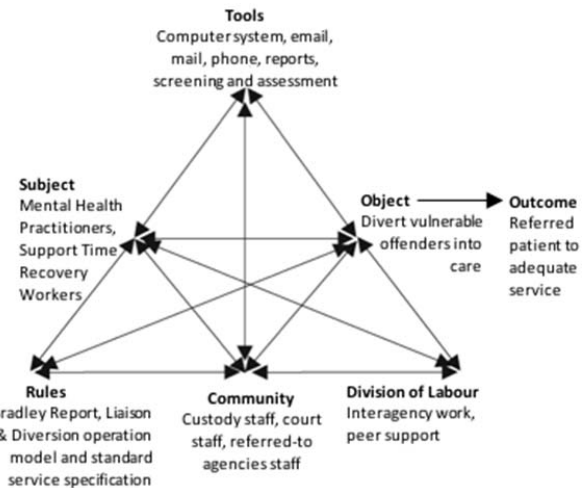 Tools
Computer system, email,
mail, phone, reports,
screening and assessment
Subject
Mental Health
Practitioners,
Support Time
Recovery
Workers
Object
Divert vulnerable
offenders into
care
Outcome
Referred
patient to
adequate
service
Rules
radley Report, Liaison
& Diversion operation
model and standard
service specification
Community
Custody staff, court
staff, referred-to
agencies staff
Division of Labour
Interagency work,
peer support